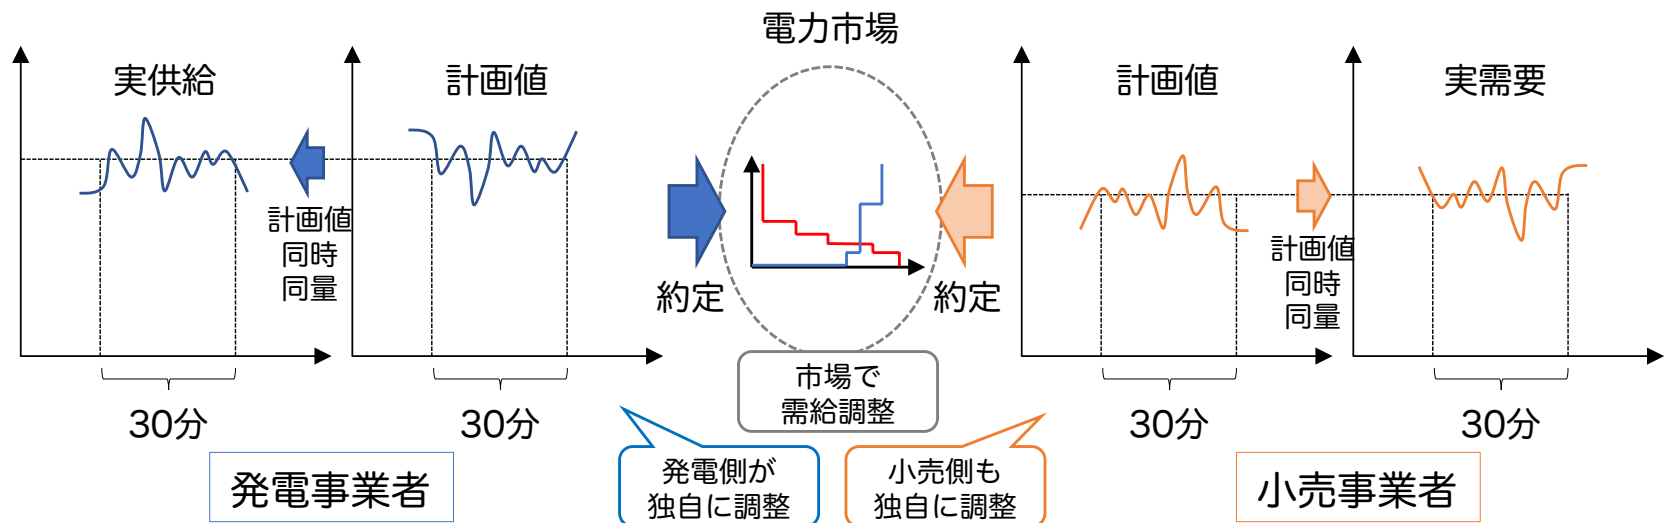 電力市場
実供給
計画値
計画値
実需要
計画値
同時
同量
計画値
同時
同量
約定
約定
市場で
需給調整
30分
30分
30分
30分
発電事業者
発電側が
独自に調整
小売側も
独自に調整
小売事業者